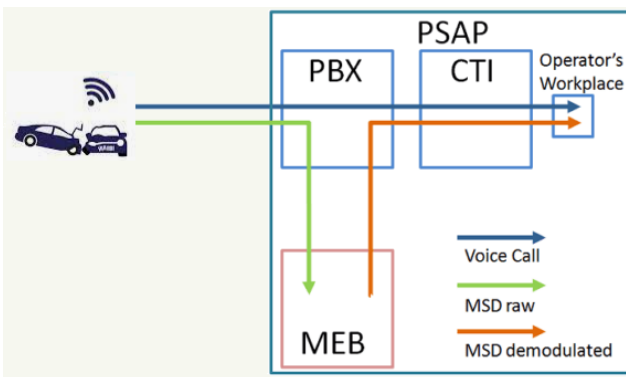 PSAP
PBX
CTI
Operator's
Workplace
MEB
Voice Call
MSD raw
MSD demodulated